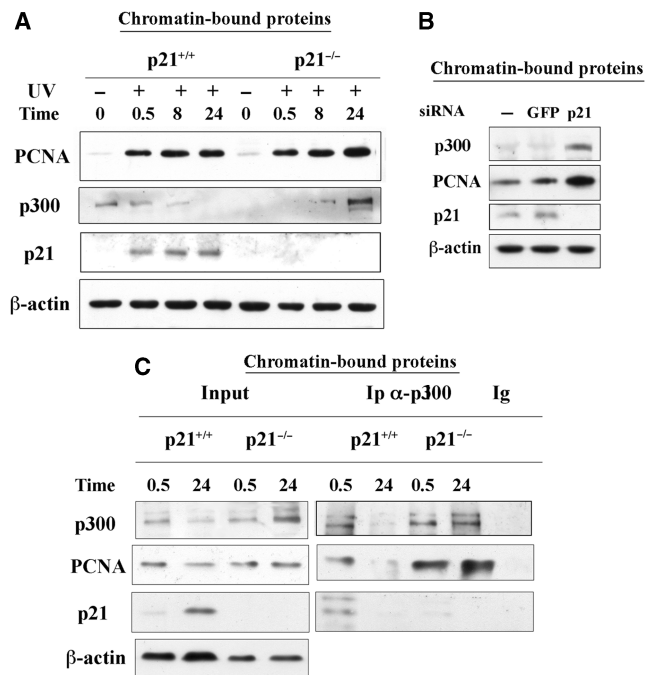 A
Chromatin-bound proteins
p21+/+ p21−/−
UV − + + + − + + +
Time 0 0.5 8 24 0 0.5 8 24
PCNA
p300
p21
β-actin
B
Chromatin-bound proteins
siRNA − GFP p21
p300
PCNA
p21
β-actin
C
Chromatin-bound proteins
Input Ip α-p300 Ig
p21+/+ p21−/− p21+/+ p21−/−
Time 0.5 24 0.5 24 0.5 24 0.5 24
p300
PCNA
p21
β-actin